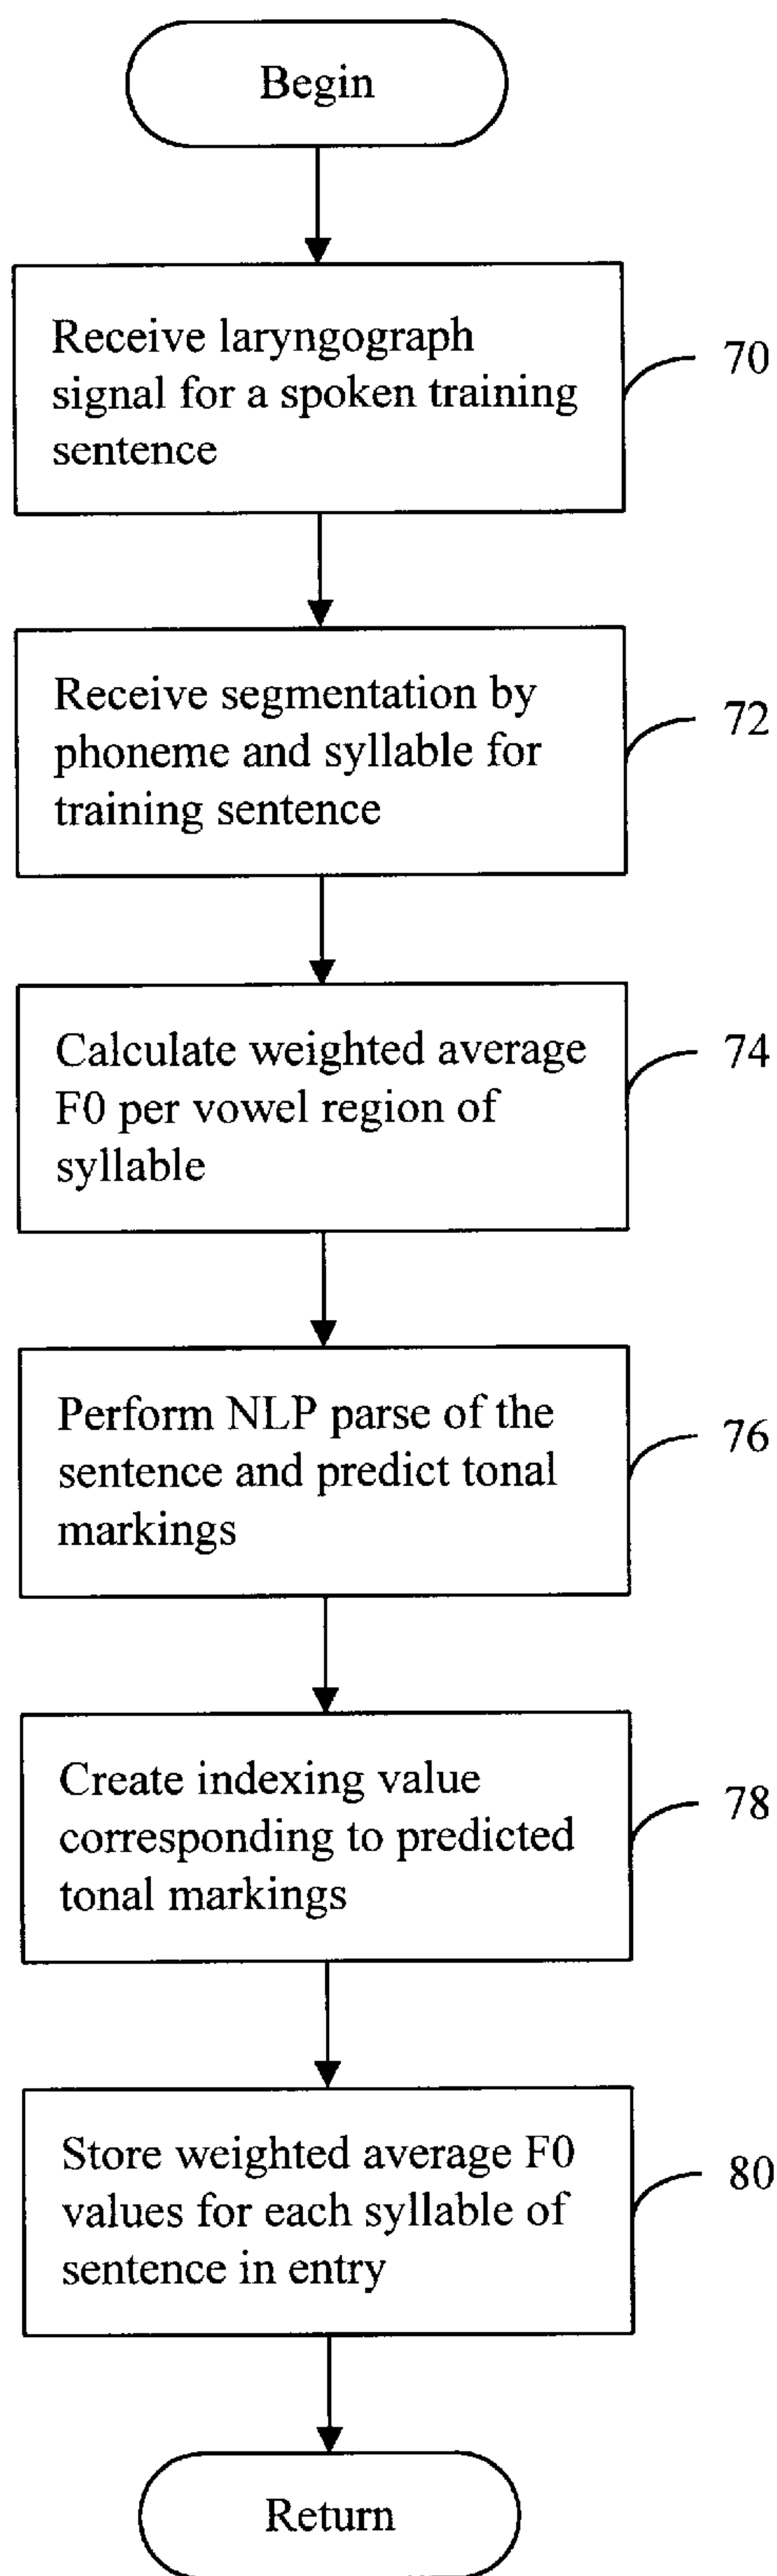 Begin
Receive laryngograph
signal for a spoken training
sentence
70
Receive segmentation by
phoneme and syllable for
training sentence
72
Calculate weighted average
F0 per vowel region of
syllable
74
Perform NLP parse of the
sentence and predict tonal
markings
76
Create indexing value
corresponding to predicted
tonal markings
78
Store weighted average F0
values for each syllable of
sentence in entry
80
Return